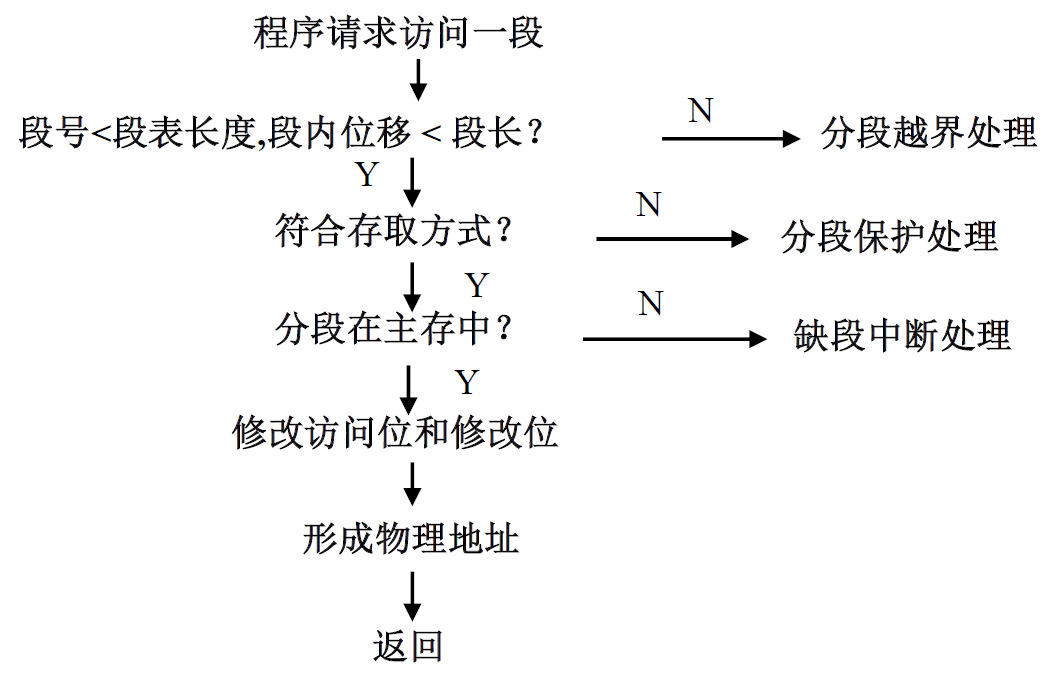 程序请求访问一段
段号<段表长度,段内位移 < 段长?
N
分段越界处理
Y
符合存取方式?
N
分段保护处理
Y
分段在主存中?
N
缺段中断处理
Y
修改访问位和修改位
形成物理地址
返回